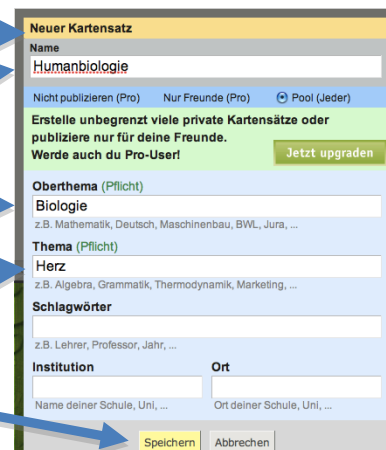 Neuer Kartensatz
Name
Humanbiologie
Nicht publizieren (Pro) Nur Freunde (Pro) Pool (Jeder)
Erstelle unbegrenzt viele private Kartensätze oder
publiziere nur für deine Freunde.
Werde auch du Pro-User! Jetzt upgraden
Oberthema (Pflicht)
Biologie
z.B. Mathematik, Deutsch, Maschinenbau, BWL, Jura, ...
Thema (Pflicht)
Herz
z.B. Algebra, Grammatik, Thermodynamik, Marketing, ...
Schlagwörter
z.B. Lehrer, Professor, Jahr, ...
Institution Ort
Name deiner Schule, Uni, ... Ort deiner Schule, Uni, ...
Speichern Abbrechen